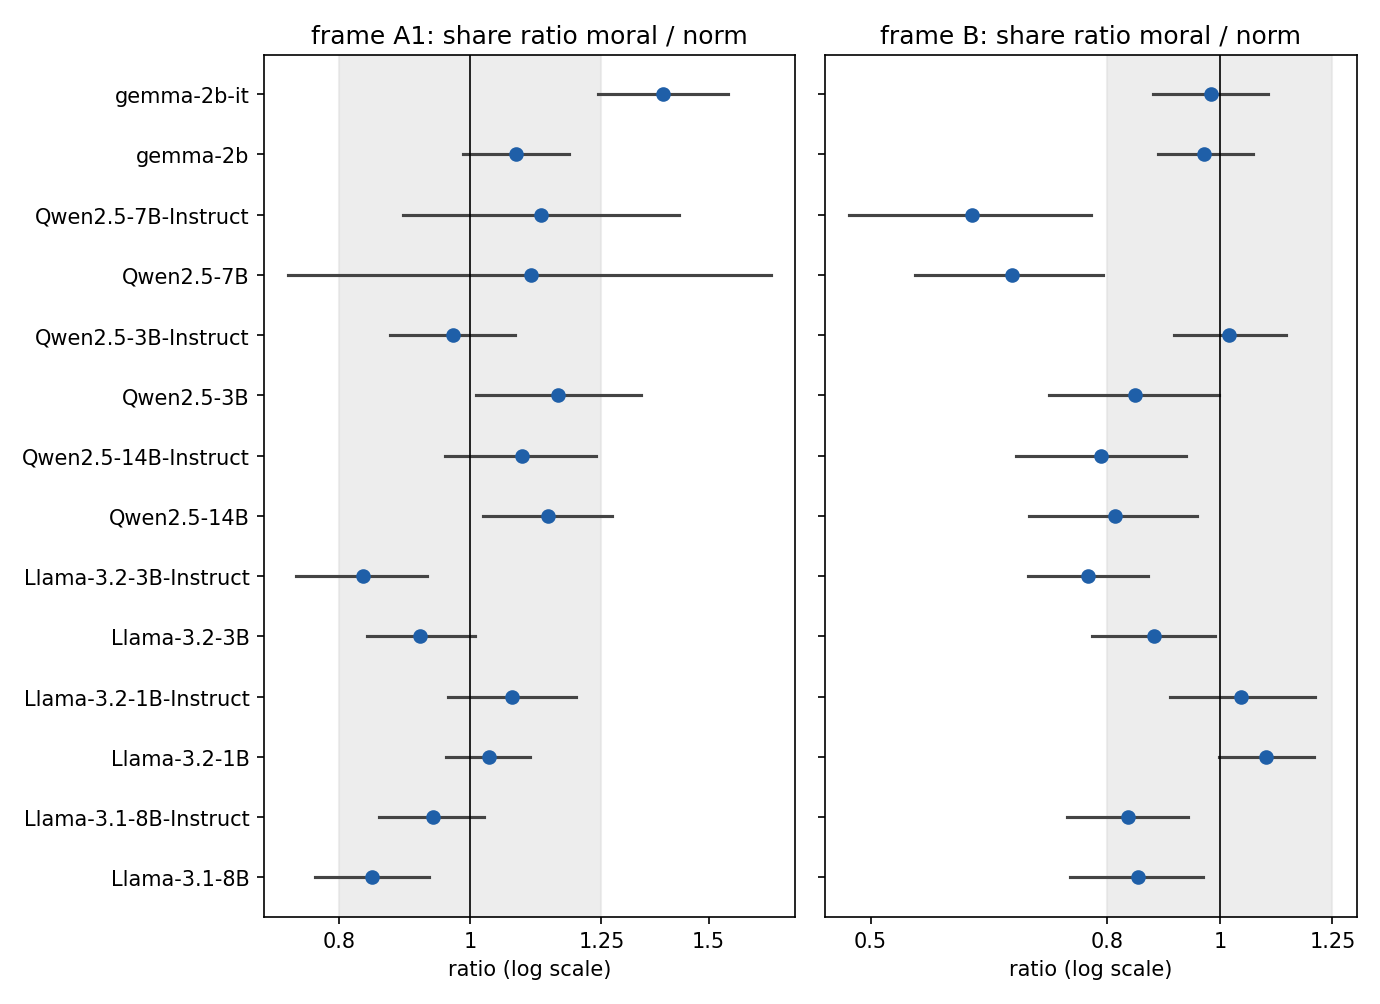 frame A1: share ratio moral / norm
frame B: share ratio moral / norm
gemma-2b-it
gemma-2b
Qwen2.5-7B-Instruct
Qwen2.5-7B
Qwen2.5-3B-Instruct
Qwen2.5-3B
Qwen2.5-14B-Instruct
Qwen2.5-14B
Llama-3.2-3B-Instruct
Llama-3.2-3B
Llama-3.2-1B-Instruct
Llama-3.2-1B
Llama-3.1-8B-Instruct
Llama-3.1-8B
0.8 1 1.25 1.5
0.5 0.8 1 1.25
ratio (log scale)
ratio (log scale)